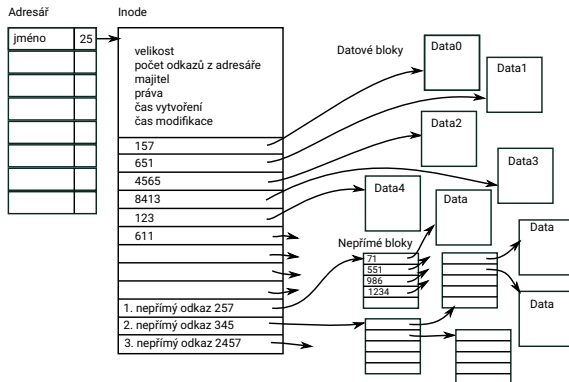 Adresář
Inode
jméno 25
velikost
počet odkazů z adresáře
majitel
práva
čas vytvoření
čas modifikace
157
651
4565
8413
123
611
1. nepřímý odkaz 257
2. nepřímý odkaz 345
3. nepřímý odkaz 2457
Datové bloky
Data0
Data1
Data2
Data3
Data4
Data
Data
Data
Nepřímé bloky
71
551
986
1234